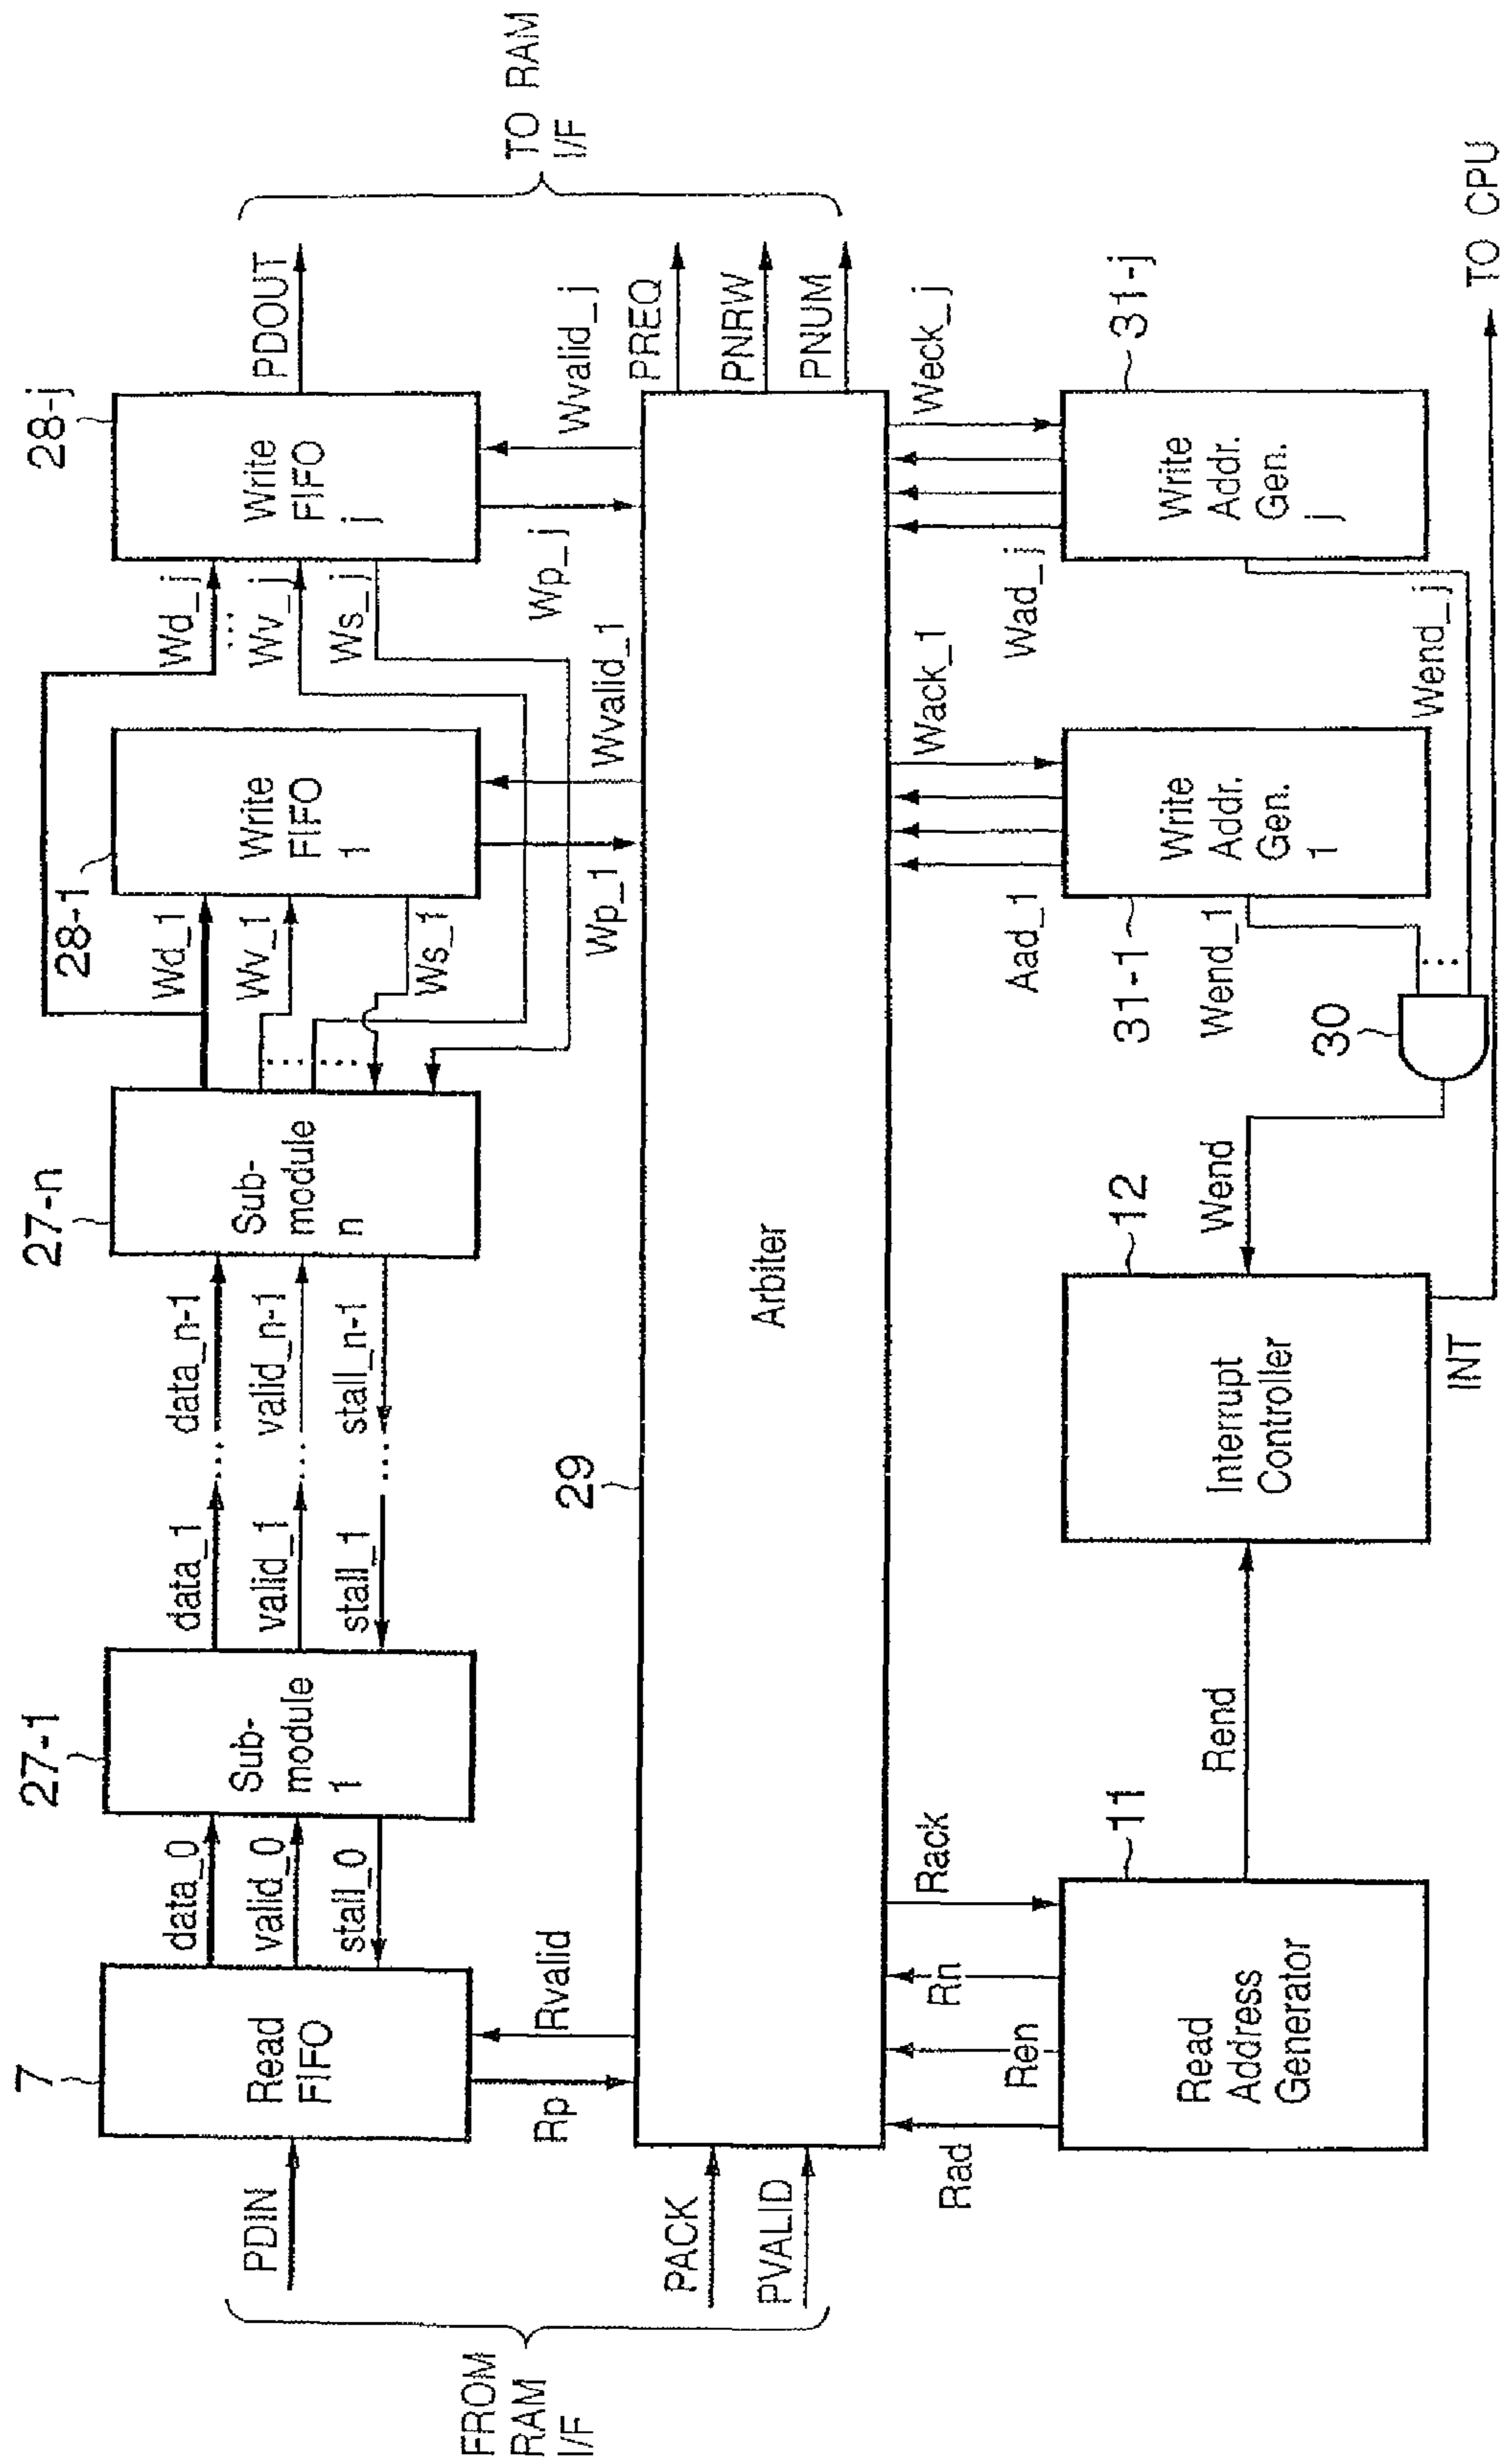 FROM
RAM
I/F
PDIN
PACK
PVALID
7
Read
FIFO
data_0
valid_0
stall_0
27-1
Sub-
module
1
data_1
valid_1
stall_1
data_n-1
valid_n-1
stall_n-1
27-n
Sub-
module
n
Wd_1
Wv_1
Ws_1
28-1
Write
FIFO
1
Wd_j
Wv_j
Ws_j
28-j
Write
FIFO
j
PDOUT
TO RAM
I/F
Rp
Rvalid
29
Arbiter
Wp_1
Wvalid_1
Wp_j
Wvalid_j
PREQ
PNRW
PNUM
Rad
Ren
Rn
Rack
11
Read
Address
Generator
Rend
12
Interrupt
Controller
INT
Wend
30
Aad_1
Wack_1
31-1
Write
Addr.
Gen.
1
Wend_1
Wad_j
Weck_j
31-j
Write
Addr.
Gen.
j
Wend_j
TO CPU